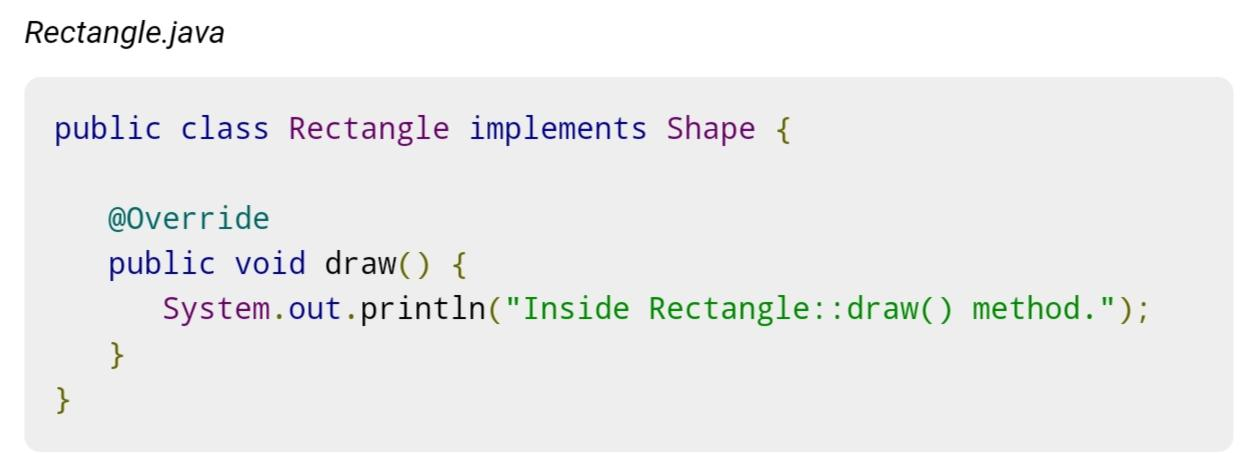 Rectangle.java
public class Rectangle implements Shape {
@Override
public void draw() {
System.out.println("Inside Rectangle::draw() method.");
}
}